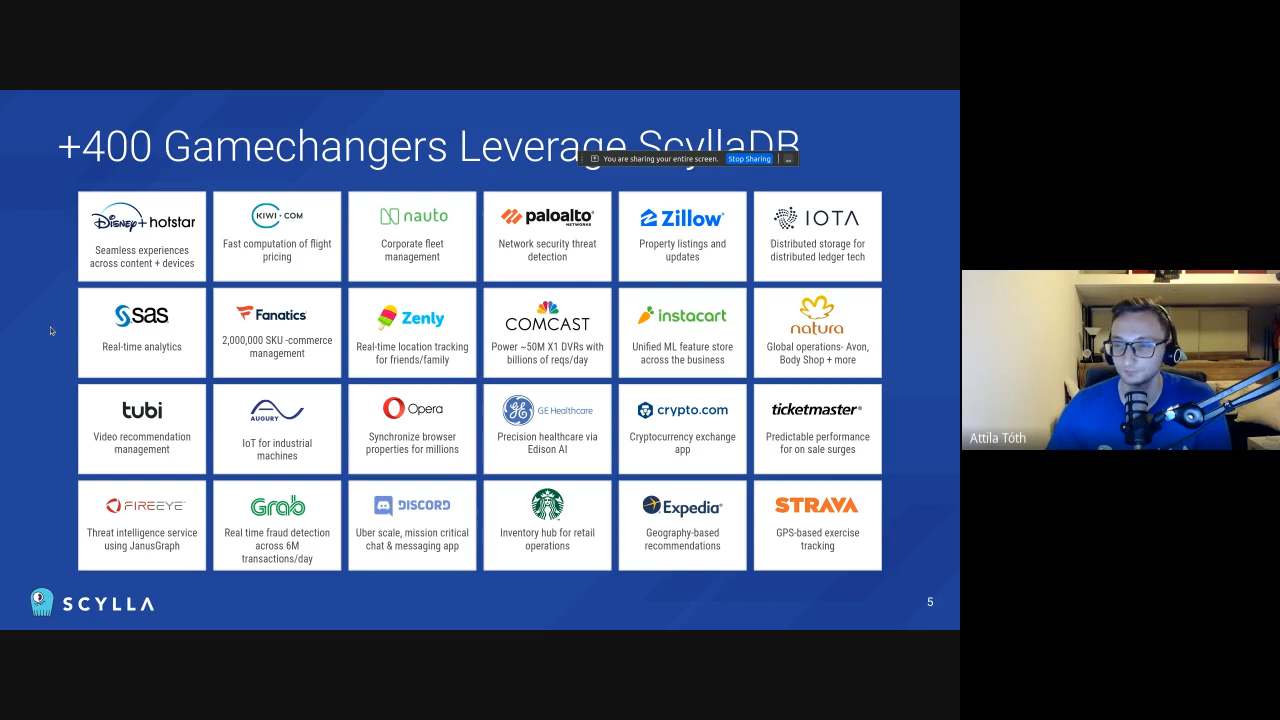 +400 Gamechangers Leverage ScyllaDB
You are sharing your entire screen. Stop Sharing
Disney+ hotstar
Seamless experiences
across content + devices
KIWI.COM
Fast computation of flight
pricing
nauto
Corporate fleet
management
paloalto
NETWORKS
Network security threat
detection
Zillow
Property listings and
updates
IOTA
Distributed storage for
distributed ledger tech
sas
Real-time analytics
Fanatics
2,000,000 SKU -commerce
management
Zenly
Real-time location tracking
for friends/family
COMCAST
Power ~50M X1 DVRs with
billions of reqs/day
instacart
Unified ML feature store
across the business
natura
Global operations- Avon,
Body Shop + more
tubi
Video recommendation
management
AUGURY
IoT for industrial
machines
Opera
Synchronize browser
properties for millions
GE Healthcare
Precision healthcare via
Edison AI
crypto.com
Cryptocurrency exchange
app
ticketmaster®
Predictable performance
for on sale surges
FIREEYE
Threat intelligence service
using JanusGraph
Grab
Real time fraud detection
across 6M
transactions/day
DISCORD
Uber scale, mission critical
chat & messaging app
Inventory hub for retail
operations
Expedia®
Geography-based
recommendations
STRAVA
GPS-based exercise
tracking
SCYLLA
5
Attila Tóth